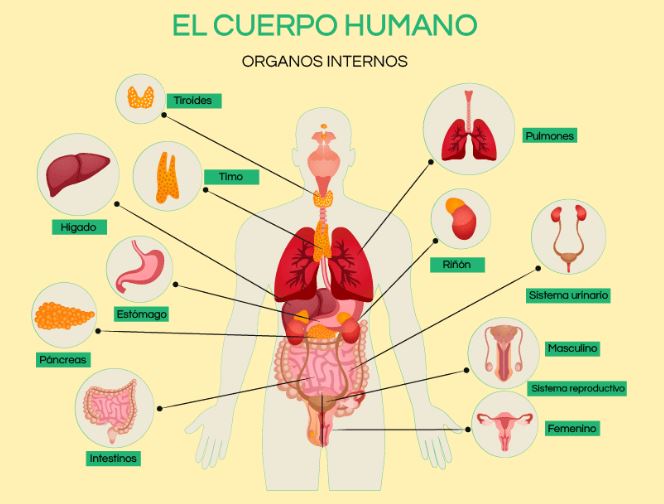 EL CUERPO HUMANO
ORGANOS INTERNOS
Tiroides
Pulmones
Timo
Higado
Riñón
Sistema urinario
Estómago
Páncreas
Masculino
Sistema reproductivo
Femenino
Intestinos